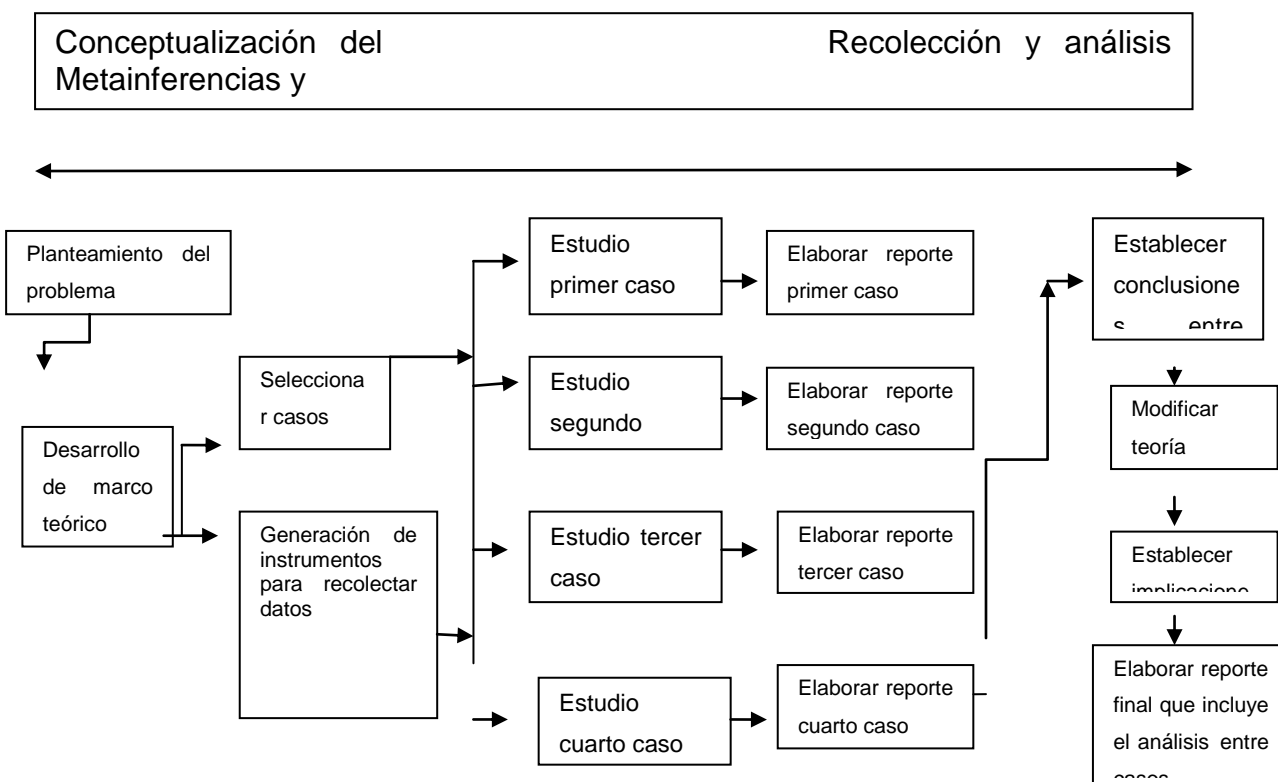 Conceptualización del Recolección y análisis
Metainferencias y
Planteamiento del
problema
Desarrollo
de marco
teórico
Selecciona
r casos
Generación de
instrumentos
para recolectar
datos
Estudio
primer caso
Elaborar reporte
primer caso
Estudio
segundo
Elaborar reporte
segundo caso
Estudio tercer
caso
Elaborar reporte
tercer caso
Estudio
cuarto caso
Elaborar reporte
cuarto caso
Establecer
conclusione
s entre
Modificar
teoría
Establecer
implicacione
Elaborar reporte
final que incluye
el análisis entre
casos